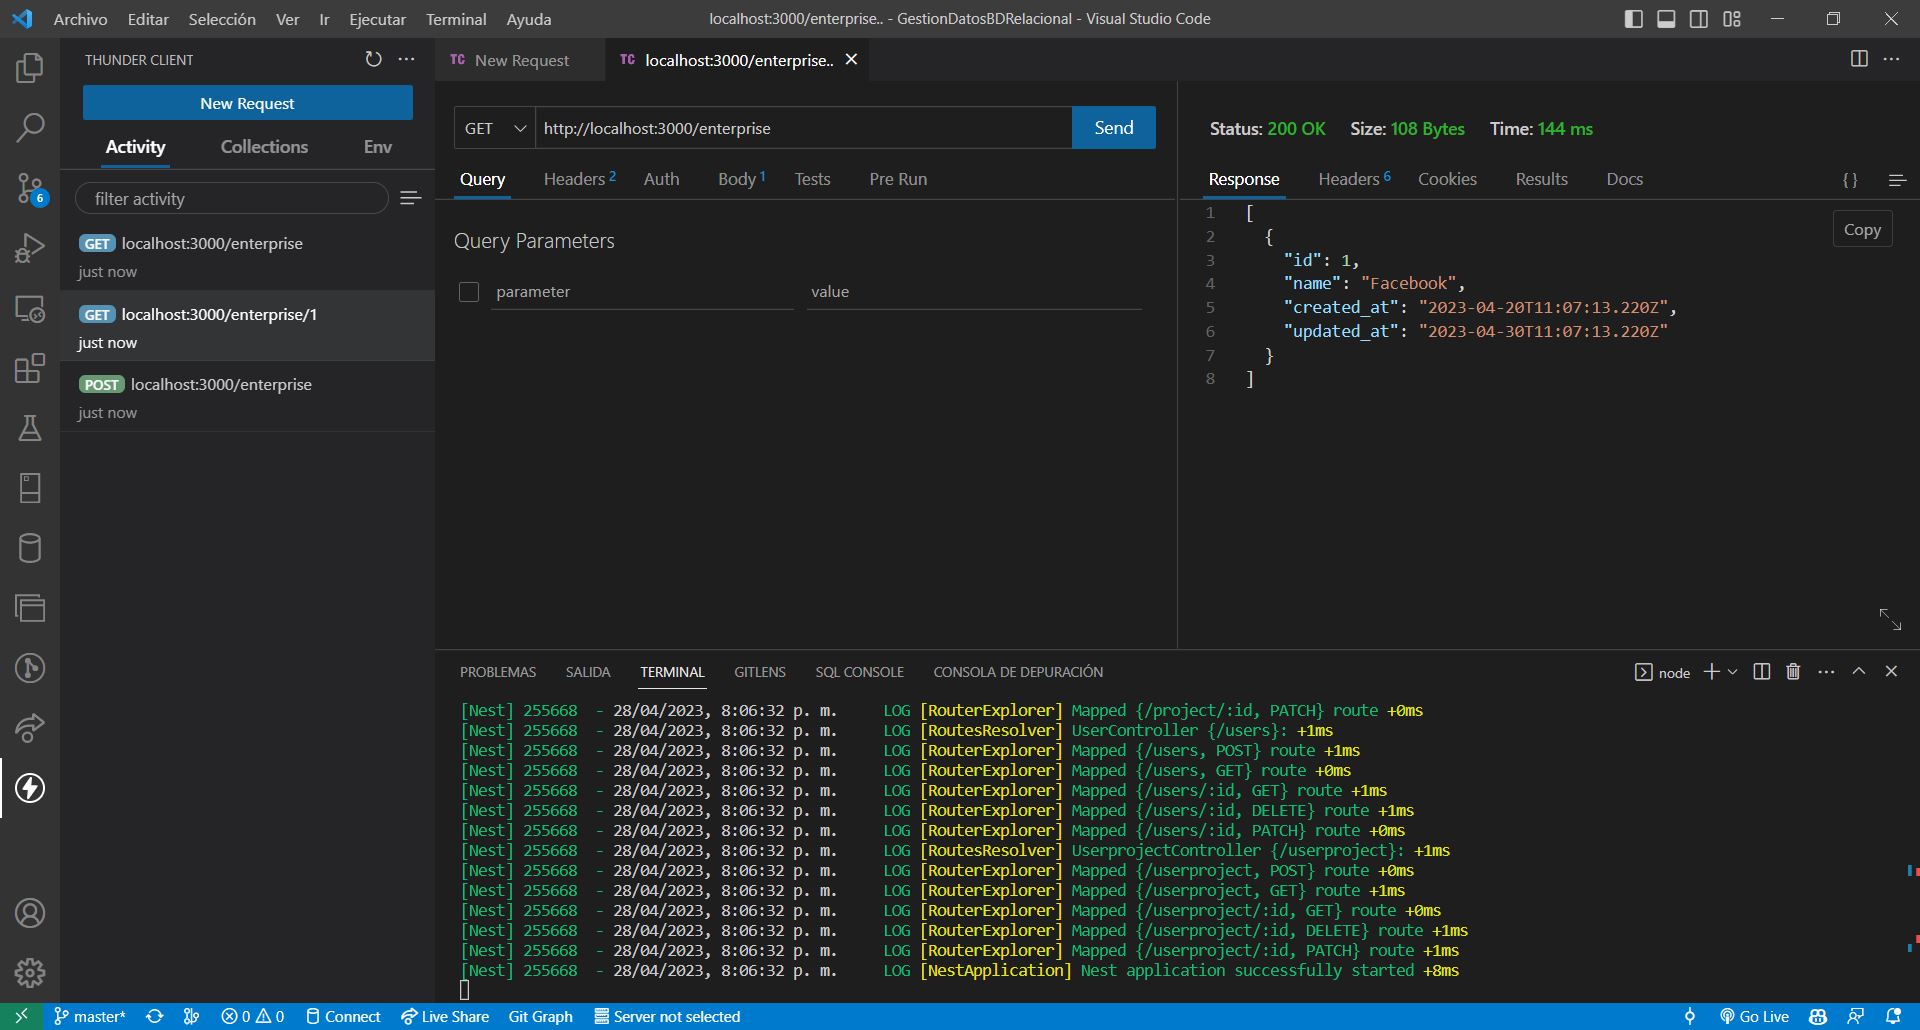 Archivo Editar Selección Ver Ir Ejecutar Terminal Ayuda
localhost:3000/enterprise.. - GestionDatosBDRelacional - Visual Studio Code
THUNDER CLIENT
New Request
Activity Collections Env
filter activity
GET localhost:3000/enterprise
just now
GET localhost:3000/enterprise/1
just now
POST localhost:3000/enterprise
just now
6
TC New Request
TC localhost:3000/enterprise..
GET http://localhost:3000/enterprise Send
Query Headers 2 Auth Body 1 Tests Pre Run
Query Parameters
parameter value
Status: 200 OK Size: 108 Bytes Time: 144 ms
Response Headers 6 Cookies Results Docs {}
Copy
1 [
2 {
3 "id": 1,
4 "name": "Facebook",
5 "created_at": "2023-04-20T11:07:13.220Z",
6 "updated_at": "2023-04-30T11:07:13.220Z"
7 }
8 ]
PROBLEMAS SALIDA TERMINAL GITLENS SQL CONSOLE CONSOLA DE DEPURACIÓN
node
[Nest] 255668 - 28/04/2023, 8:06:32 p. m. LOG [RouterExplorer] Mapped {/project/:id, PATCH} route +0ms
[Nest] 255668 - 28/04/2023, 8:06:32 p. m. LOG [RoutesResolver] UserController {/users}: +1ms
[Nest] 255668 - 28/04/2023, 8:06:32 p. m. LOG [RouterExplorer] Mapped {/users, POST} route +1ms
[Nest] 255668 - 28/04/2023, 8:06:32 p. m. LOG [RouterExplorer] Mapped {/users, GET} route +0ms
[Nest] 255668 - 28/04/2023, 8:06:32 p. m. LOG [RouterExplorer] Mapped {/users/:id, GET} route +1ms
[Nest] 255668 - 28/04/2023, 8:06:32 p. m. LOG [RouterExplorer] Mapped {/users/:id, DELETE} route +1ms
[Nest] 255668 - 28/04/2023, 8:06:32 p. m. LOG [RouterExplorer] Mapped {/users/:id, PATCH} route +0ms
[Nest] 255668 - 28/04/2023, 8:06:32 p. m. LOG [RoutesResolver] UserprojectController {/userproject}: +1ms
[Nest] 255668 - 28/04/2023, 8:06:32 p. m. LOG [RouterExplorer] Mapped {/userproject, POST} route +0ms
[Nest] 255668 - 28/04/2023, 8:06:32 p. m. LOG [RouterExplorer] Mapped {/userproject, GET} route +1ms
[Nest] 255668 - 28/04/2023, 8:06:32 p. m. LOG [RouterExplorer] Mapped {/userproject/:id, GET} route +0ms
[Nest] 255668 - 28/04/2023, 8:06:32 p. m. LOG [RouterExplorer] Mapped {/userproject/:id, DELETE} route +1ms
[Nest] 255668 - 28/04/2023, 8:06:32 p. m. LOG [RouterExplorer] Mapped {/userproject/:id, PATCH} route +1ms
[Nest] 255668 - 28/04/2023, 8:06:32 p. m. LOG [NestApplication] Nest application successfully started +8ms
master* 0 0 Connect Live Share Git Graph Server not selected Go Live